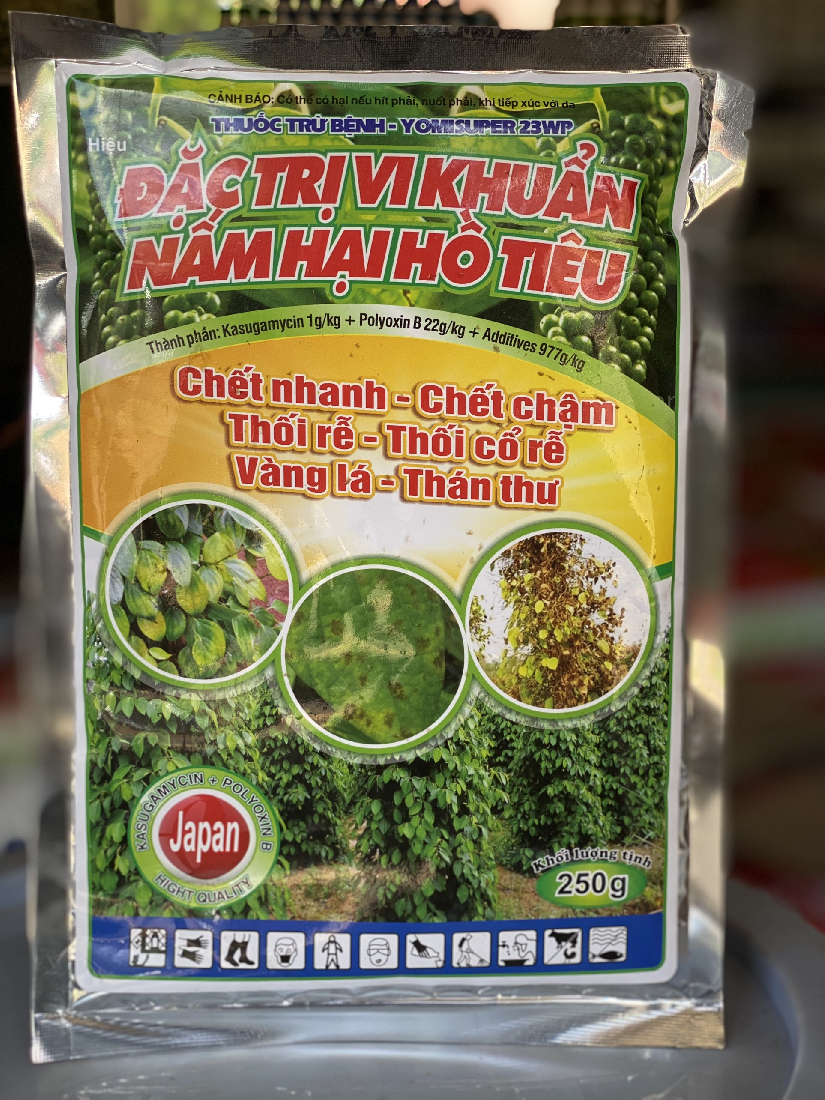 CẢNH BÁO: Có thể có hại nếu hít phải, nuốt phải, khi tiếp xúc với da
THUỐC TRỪ BỆNH - YOMISUPER 23WP
Hiệu
ĐẶC TRỊ VI KHUẨN
NẤM HẠI HỒ TIÊU
Thành phần: Kasugamycin 1g/kg + Polyoxin B 22g/kg + Additives 977g/kg
Chết nhanh - Chết chậm
Thối rễ - Thối cổ rễ
Vàng lá - Thán thư
KASUGAMYCIN + POLYOXIN B
Japan
HIGHT QUALITY
Khối lượng tịnh
250g